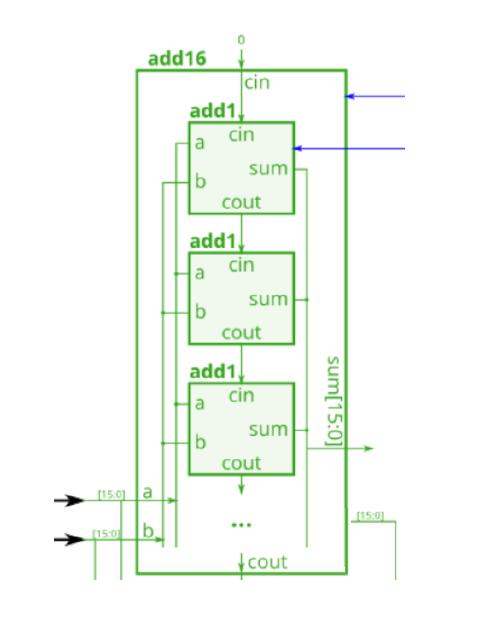 0
add16
cin
add1
cin
a
sum
b
cout
add1
cin
a
sum
b
cout
add1
cin
a
sum
b
cout
sum[15:0]
[15:0] a
...
[15:0]
[15:0] b
cout